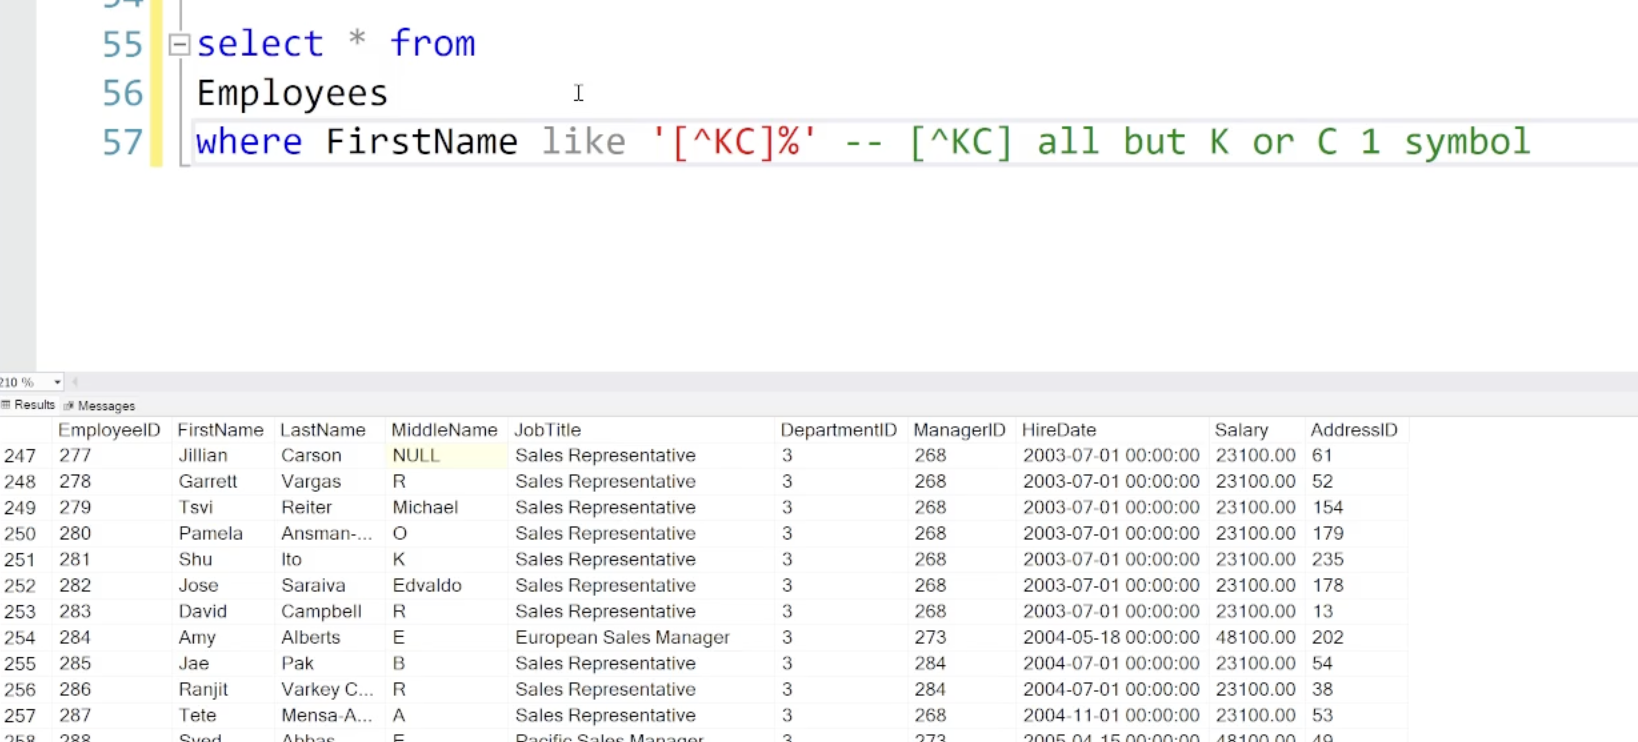 55 select * from
56 Employees
57 where FirstName like '[^KC]%' -- [^KC] all but K or C 1 symbol
210 %
Results Messages
EmployeeID FirstName LastName MiddleName JobTitle DepartmentID ManagerID HireDate Salary AddressID
247 277 Jillian Carson NULL Sales Representative 3 268 2003-07-01 00:00:00 23100.00 61
248 278 Garrett Vargas R Sales Representative 3 268 2003-07-01 00:00:00 23100.00 52
249 279 Tsvi Reiter Michael Sales Representative 3 268 2003-07-01 00:00:00 23100.00 154
250 280 Pamela Ansman-... O Sales Representative 3 268 2003-07-01 00:00:00 23100.00 179
251 281 Shu Ito K Sales Representative 3 268 2003-07-01 00:00:00 23100.00 235
252 282 Jose Saraiva Edvaldo Sales Representative 3 268 2003-07-01 00:00:00 23100.00 178
253 283 David Campbell R Sales Representative 3 268 2003-07-01 00:00:00 23100.00 13
254 284 Amy Alberts E European Sales Manager 3 273 2004-05-18 00:00:00 48100.00 202
255 285 Jae Pak B Sales Representative 3 284 2004-07-01 00:00:00 23100.00 54
256 286 Ranjit Varkey C... R Sales Representative 3 284 2004-07-01 00:00:00 23100.00 38
257 287 Tete Mensa-A... A Sales Representative 3 268 2004-11-01 00:00:00 23100.00 53
258 288 Syed Abbas Pacific Sales Manager 3 273 2005-04-15 00:00:00 48100.00 49